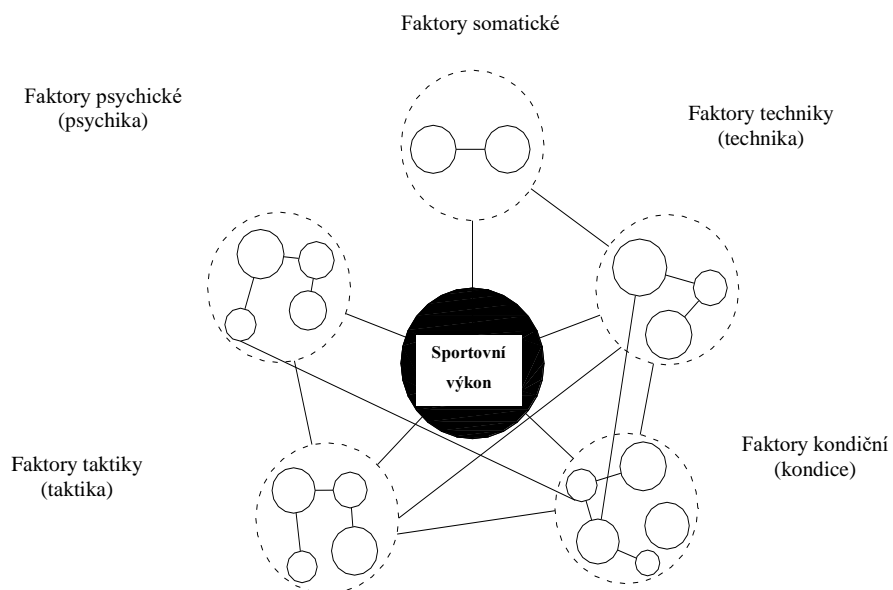 Faktory somatické
Faktory psychické
(psychika)
Faktory techniky
(technika)
Sportovní
výkon
Faktory taktiky
(taktika)
Faktory kondiční
(kondice)